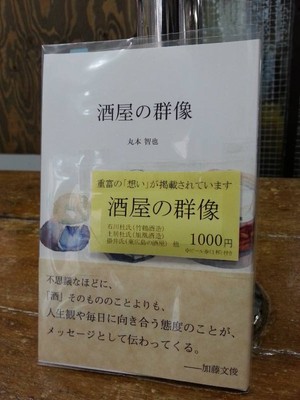 酒屋の群像
丸本 智也
重富の「想い」が掲載されています
酒屋の群像
1000円
不思議なほどに、
「酒」そのもののことよりも、
人生観や毎日に向き合う態度のことが、
メッセージとして伝わってくる。
――加藤文俊